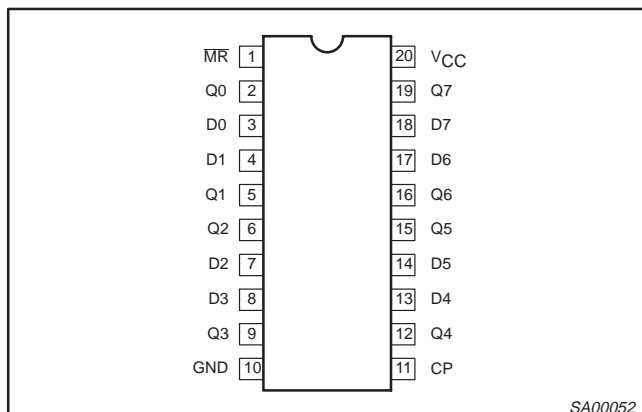 M̅R̅ 1 20 VCC
Q0 2 19 Q7
D0 3 18 D7
D1 4 17 D6
Q1 5 16 Q6
Q2 6 15 Q5
D2 7 14 D5
D3 8 13 D4
Q3 9 12 Q4
GND 10 11 CP
SA00052